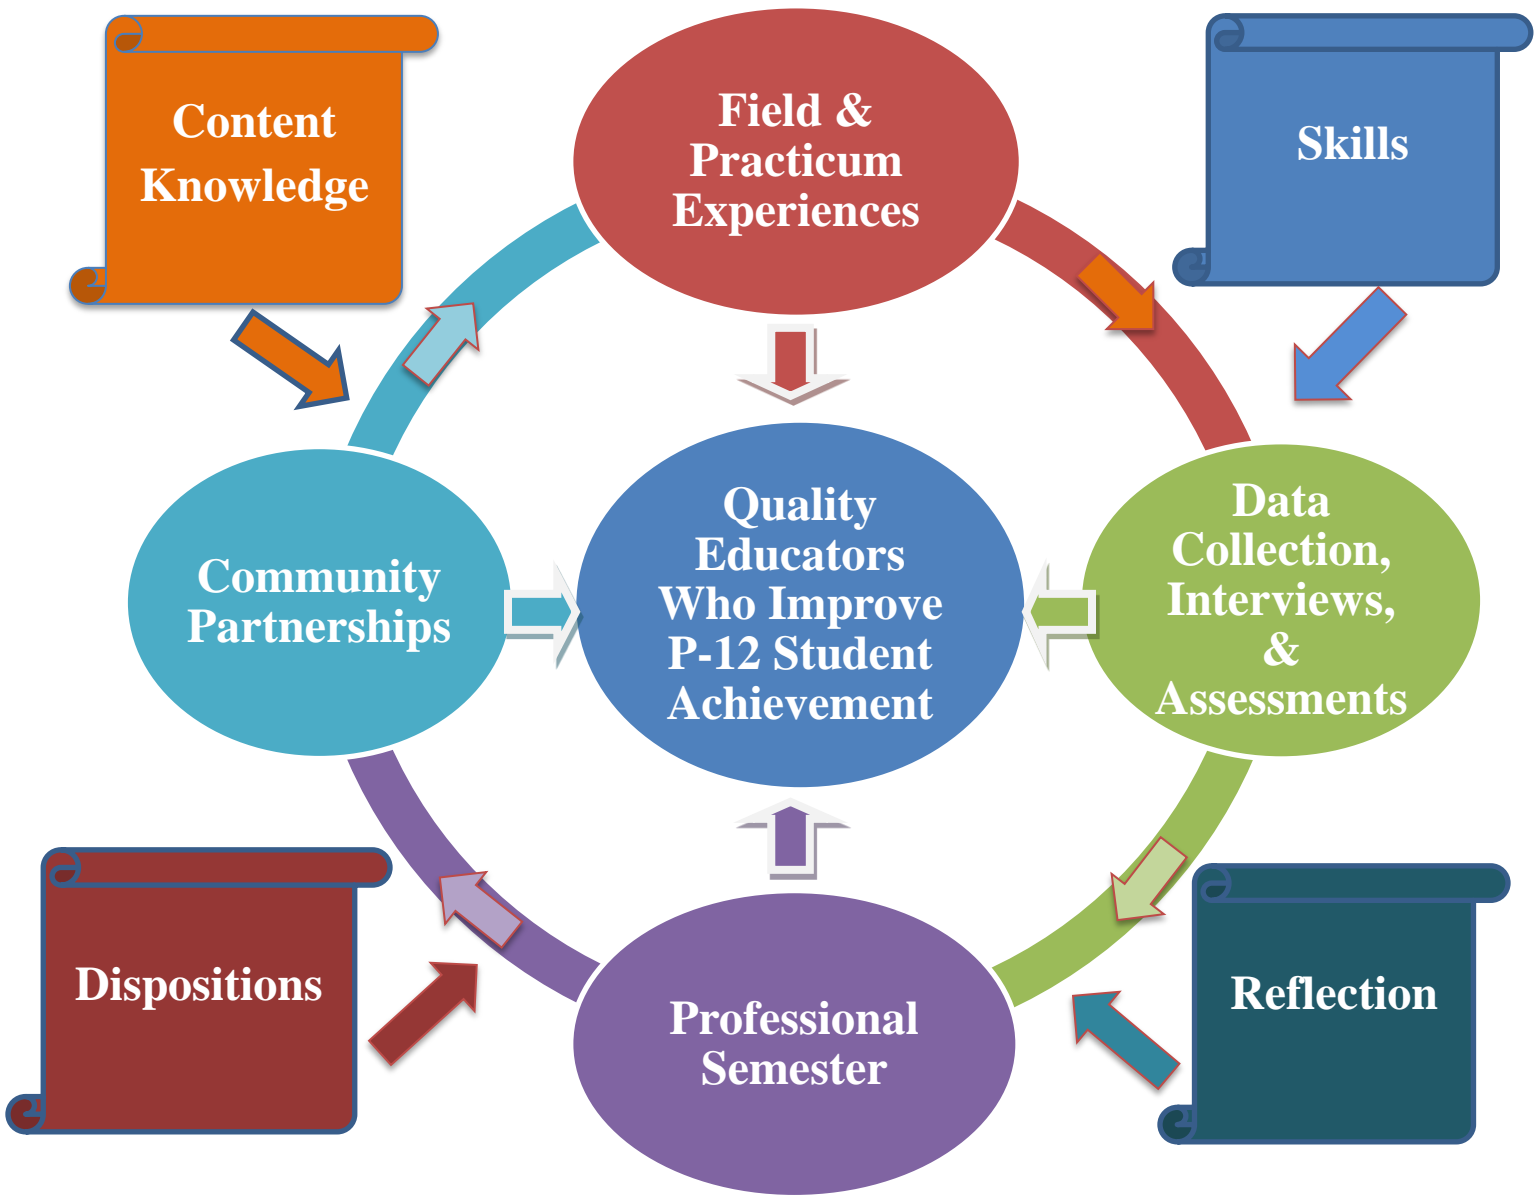 Content
Knowledge
Field &
Practicum
Experiences
Skills
Community
Partnerships
Quality
Educators
Who Improve
P-12 Student
Achievement
Data
Collection,
Interviews,
&
Assessments
Dispositions
Professional
Semester
Reflection